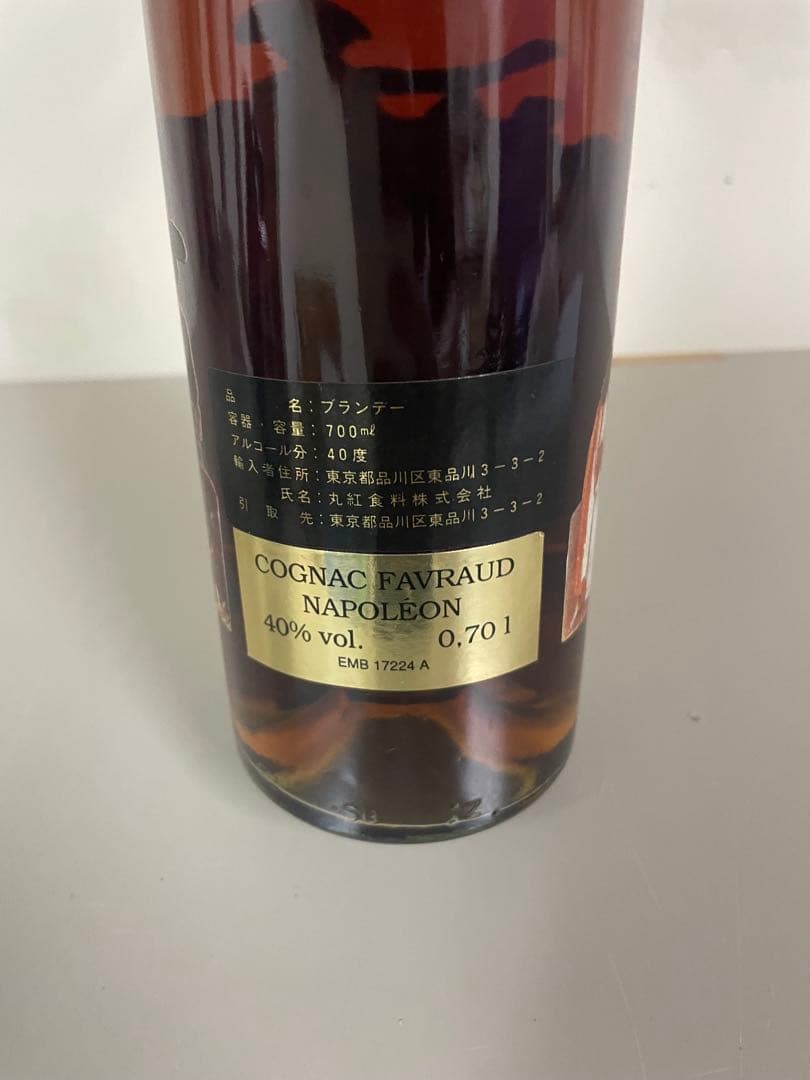 品 名：ブランデー
容器・容量：700㎖
アルコール分：40度
輸入者住所：東京都品川区東品川3-3-2
氏名：丸紅食料株式会社
引取先：東京都品川区東品川3-3-2
COGNAC FAVRAUD
NAPOLÉON
40% vol. 0,70 l
EMB 17224 A